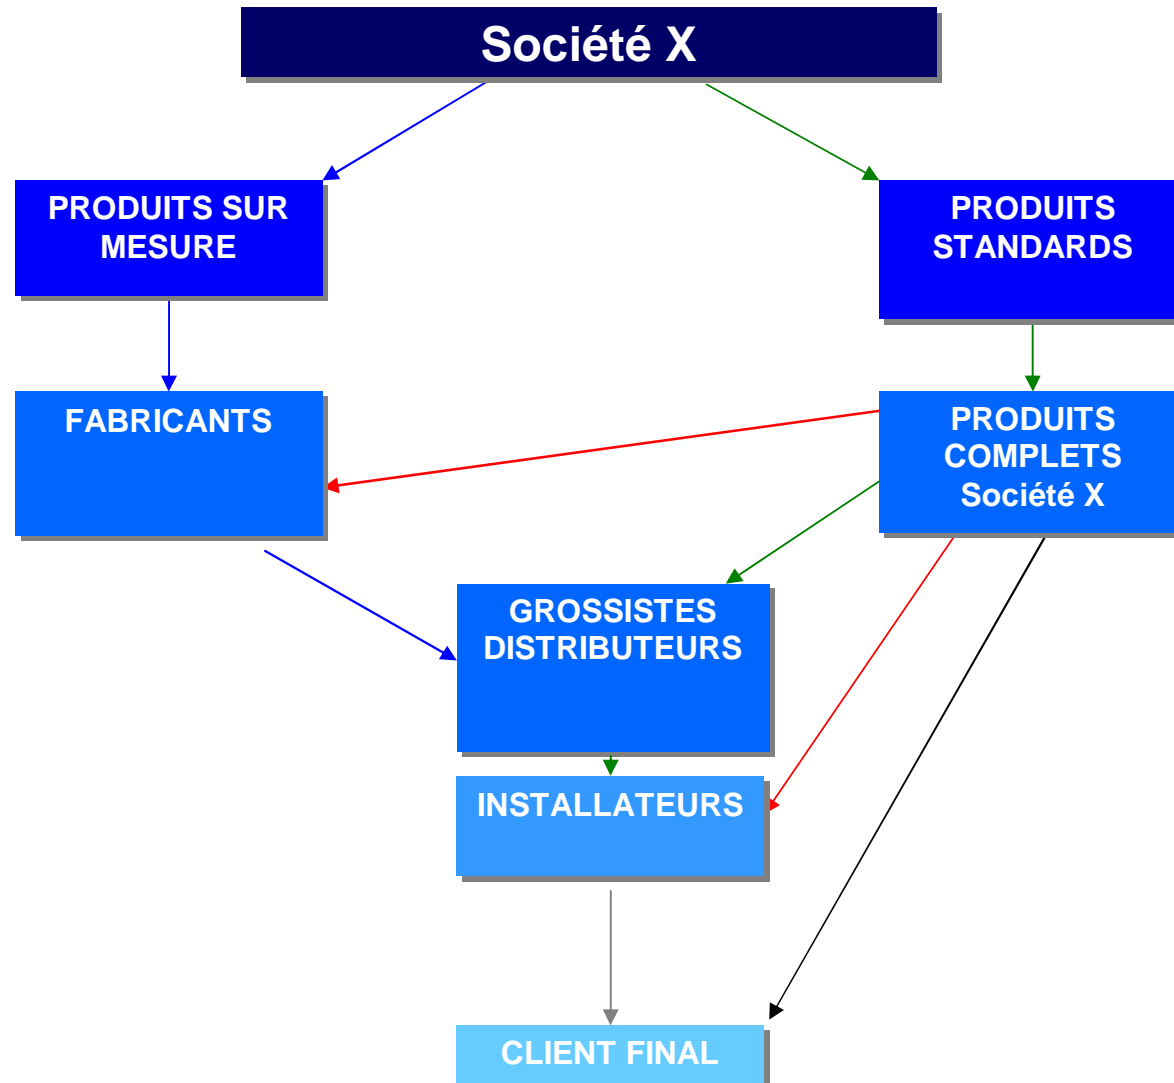 Société X
PRODUITS SUR
MESURE
PRODUITS
STANDARDS
FABRICANTS
PRODUITS
COMPLETS
Société X
GROSSISTES
DISTRIBUTEURS
INSTALLATEURS
CLIENT FINAL